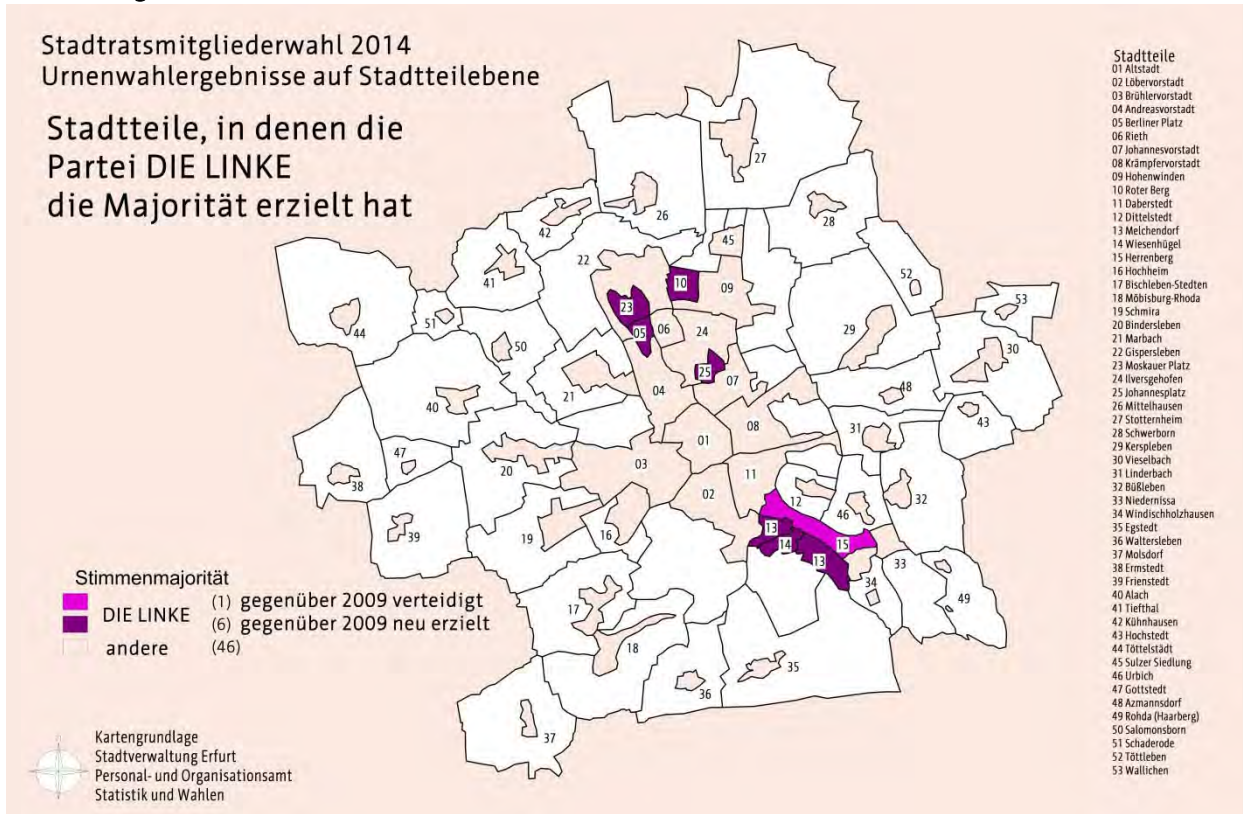 Stadtratsmitgliederwahl 2014
Urnenwahlergebnisse auf Stadtteilebene
Stadtteile, in denen die
Partei DIE LINKE
die Majorität erzielt hat
27
26
28
42
45
22
41
52
10
09
53
23
44
51
05
06
24
29
50
30
25
07
21
48
04
40
43
08
31
01
47
03
20
11
38
02
12
32
46
13
39
19
16
14
15
13
33
34
17
49
18
35
36
37
Stimmenmajorität
DIE LINKE
(1) gegenüber 2009 verteidigt
(6) gegenüber 2009 neu erzielt
andere (46)
Kartengrundlage
Stadtverwaltung Erfurt
Personal- und Organisationsamt
Statistik und Wahlen
Stadtteile
01 Altstadt
02 Löbervorstadt
03 Brühlervorstadt
04 Andreasvorstadt
05 Berliner Platz
06 Rieth
07 Johannesvorstadt
08 Krämpfervorstadt
09 Hohenwinden
10 Roter Berg
11 Daberstedt
12 Dittelstedt
13 Melchendorf
14 Wiesenhügel
15 Herrenberg
16 Hochheim
17 Bischleben-Stedten
18 Möbisburg-Rhoda
19 Schmira
20 Bindersleben
21 Marbach
22 Gispersleben
23 Moskauer Platz
24 Ilversgehofen
25 Johannesplatz
26 Mittelhausen
27 Stotternheim
28 Schwerborn
29 Kerspleben
30 Vieselbach
31 Linderbach
32 Büßleben
33 Niedernissa
34 Windischholzhausen
35 Egstedt
36 Waltersleben
37 Molsdorf
38 Ermstedt
39 Frienstedt
40 Alach
41 Tiefthal
42 Kühnhausen
43 Hochstedt
44 Töttelstädt
45 Sulzer Siedlung
46 Urbich
47 Gottstedt
48 Azmannsdorf
49 Rohda (Haarberg)
50 Salomonsborn
51 Schaderode
52 Töttleben
53 Wallichen